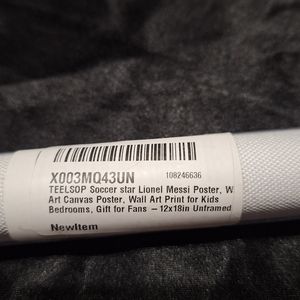 X003MQ43UN
108246636
TEELSOP Soccer star Lionel Messi Poster, W
Art Canvas Poster, Wall Art Print for Kids
Bedrooms, Gift for Fans – 12x18in Unframed
NewItem